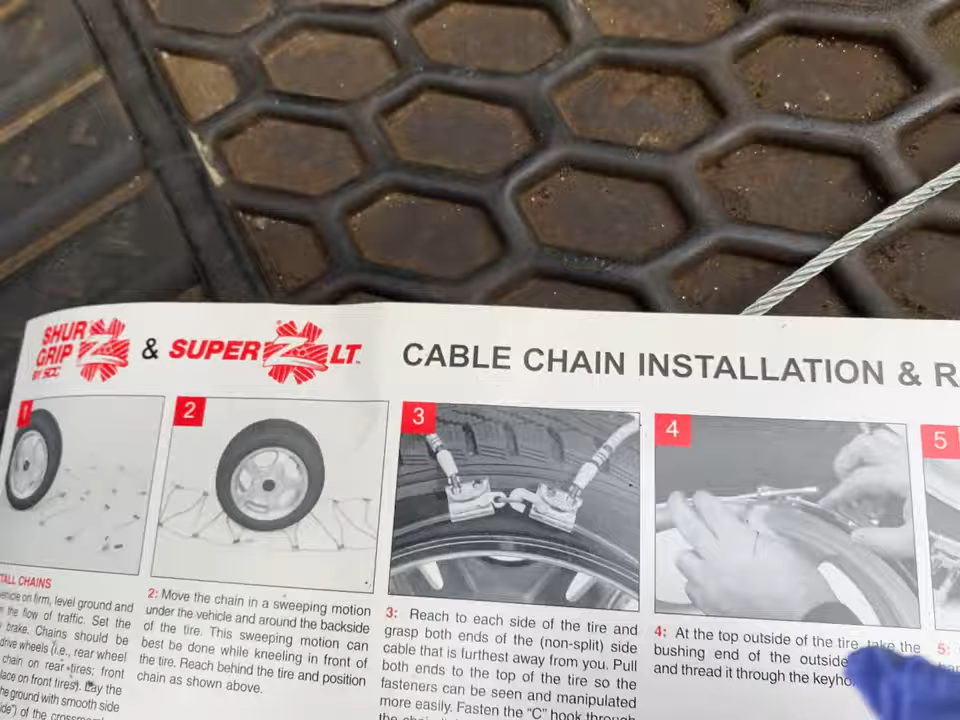 SHUR GRIP BY SCC Z & SUPER Z LT
CABLE CHAIN INSTALLATION & R
1
2
3
4
5
TALL CHAINS
vehicle on firm, level ground and
the flow of traffic. Set the
brake. Chains should be
drive wheels (i.e., rear wheel
chain on rear tires; front
lace on front tires). Lay the
he ground with smooth side
2: Move the chain in a sweeping motion
under the vehicle and around the backside
of the tire. This sweeping motion can
best be done while kneeling in front of
the tire. Reach behind the tire and position
chain as shown above.
3: Reach to each side of the tire and
grasp both ends of the (non-split) side
cable that is furthest away from you. Pull
both ends to the top of the tire so the
fasteners can be seen and manipulated
more easily. Fasten the "C" hook through
4: At the top outside of the tire, take the
bushing end of the outside
and thread it through the keyho
5: